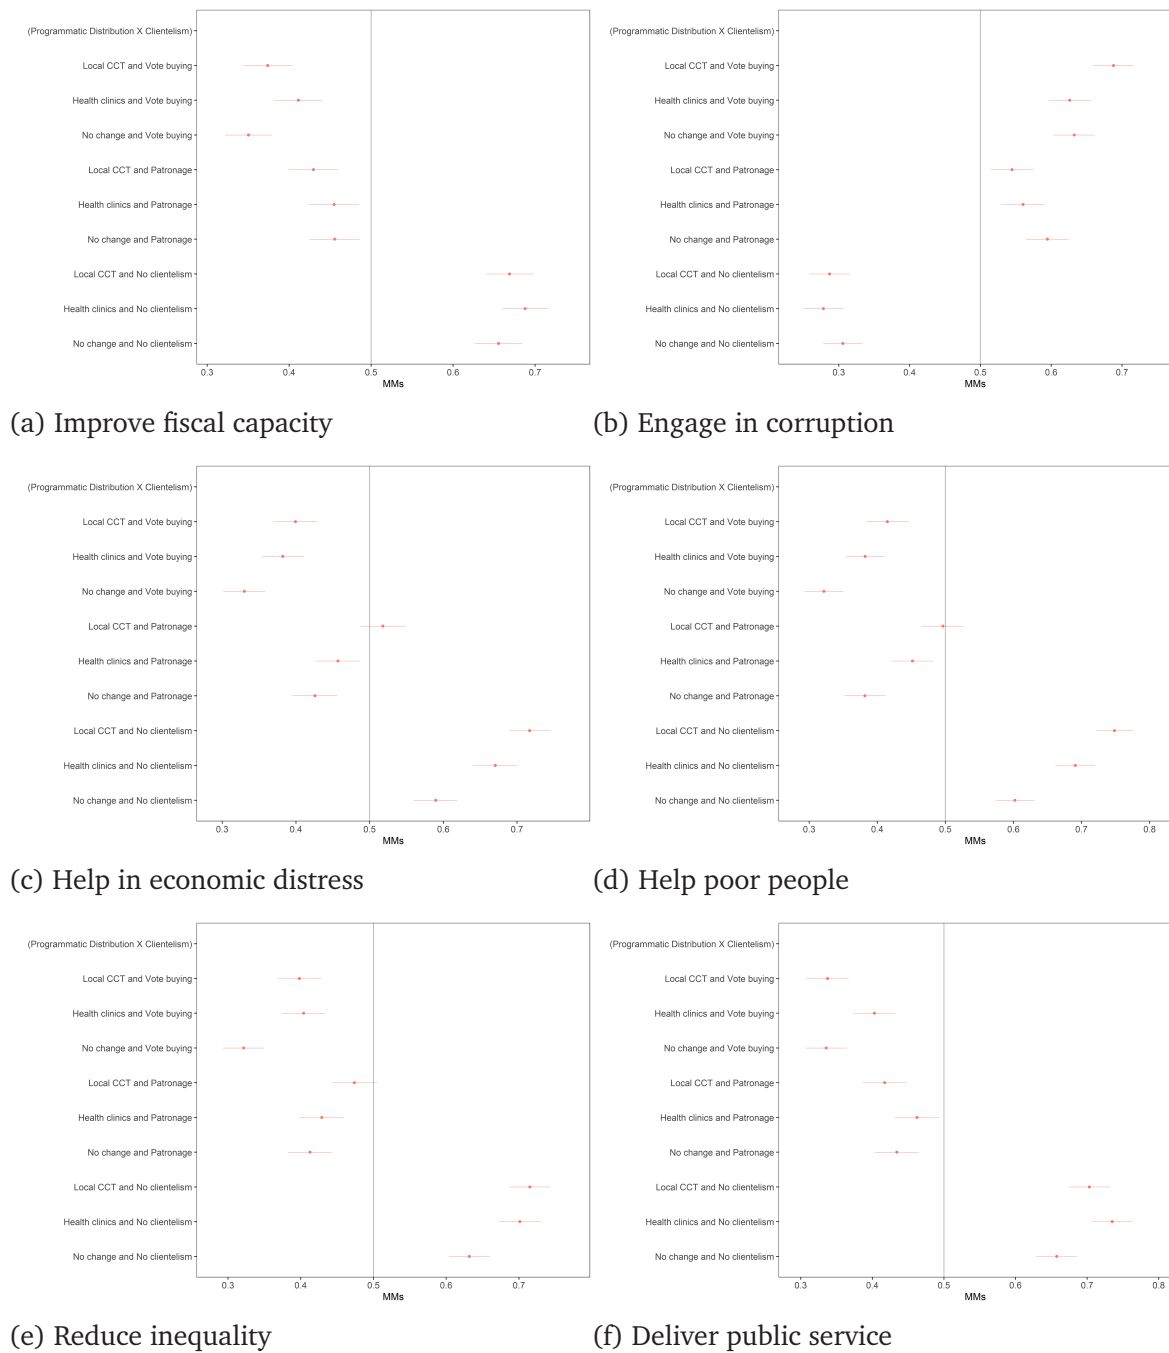 (Programmatic Distribution X Clientelism)
Local CCT and Vote buying
Health clinics and Vote buying
No change and Vote buying
Local CCT and Patronage
Health clinics and Patronage
No change and Patronage
Local CCT and No clientelism
Health clinics and No clientelism
No change and No clientelism
0.3 0.4 0.5 0.6 0.7
MMs
(a) Improve fiscal capacity
(Programmatic Distribution X Clientelism)
Local CCT and Vote buying
Health clinics and Vote buying
No change and Vote buying
Local CCT and Patronage
Health clinics and Patronage
No change and Patronage
Local CCT and No clientelism
Health clinics and No clientelism
No change and No clientelism
0.3 0.4 0.5 0.6 0.7
MMs
(b) Engage in corruption
(Programmatic Distribution X Clientelism)
Local CCT and Vote buying
Health clinics and Vote buying
No change and Vote buying
Local CCT and Patronage
Health clinics and Patronage
No change and Patronage
Local CCT and No clientelism
Health clinics and No clientelism
No change and No clientelism
0.3 0.4 0.5 0.6 0.7
MMs
(c) Help in economic distress
(Programmatic Distribution X Clientelism)
Local CCT and Vote buying
Health clinics and Vote buying
No change and Vote buying
Local CCT and Patronage
Health clinics and Patronage
No change and Patronage
Local CCT and No clientelism
Health clinics and No clientelism
No change and No clientelism
0.3 0.4 0.5 0.6 0.7 0.8
MMs
(d) Help poor people
(Programmatic Distribution X Clientelism)
Local CCT and Vote buying
Health clinics and Vote buying
No change and Vote buying
Local CCT and Patronage
Health clinics and Patronage
No change and Patronage
Local CCT and No clientelism
Health clinics and No clientelism
No change and No clientelism
0.3 0.4 0.5 0.6 0.7
MMs
(e) Reduce inequality
(Programmatic Distribution X Clientelism)
Local CCT and Vote buying
Health clinics and Vote buying
No change and Vote buying
Local CCT and Patronage
Health clinics and Patronage
No change and Patronage
Local CCT and No clientelism
Health clinics and No clientelism
No change and No clientelism
0.3 0.4 0.5 0.6 0.7 0.8
MMs
(f) Deliver public service